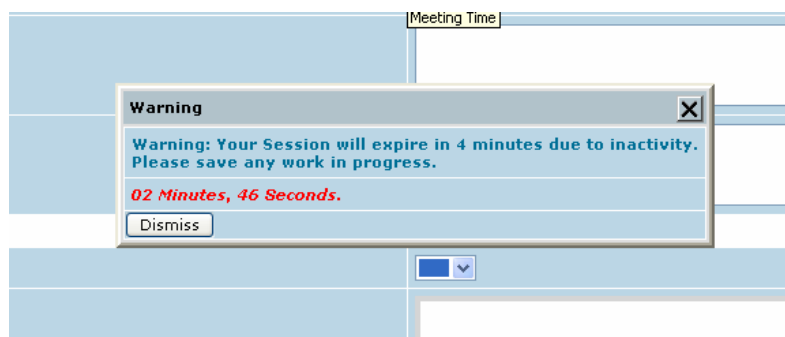 Meeting Time
Warning
Warning: Your Session will expire in 4 minutes due to inactivity.
Please save any work in progress.
02 Minutes, 46 Seconds.
Dismiss